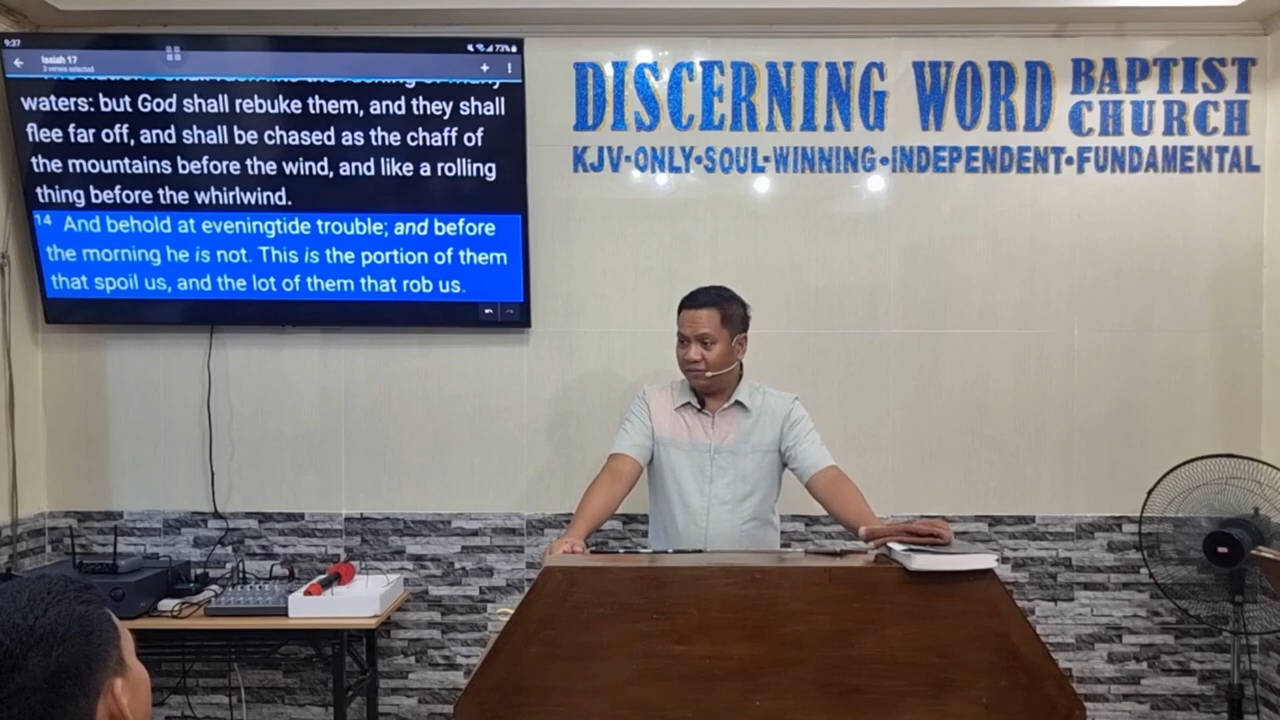 9:37
73%
Isaiah 17
2 verses selected
waters: but God shall rebuke them, and they shall
flee far off, and shall be chased as the chaff of
the mountains before the wind, and like a rolling
thing before the whirlwind.
14 And behold at eveningtide trouble; and before
the morning he is not. This is the portion of them
that spoil us, and the lot of them that rob us.
DISCERNING WORD BAPTIST
CHURCH
KJV-ONLY•SOUL-WINNING•INDEPENDENT•FUNDAMENTAL